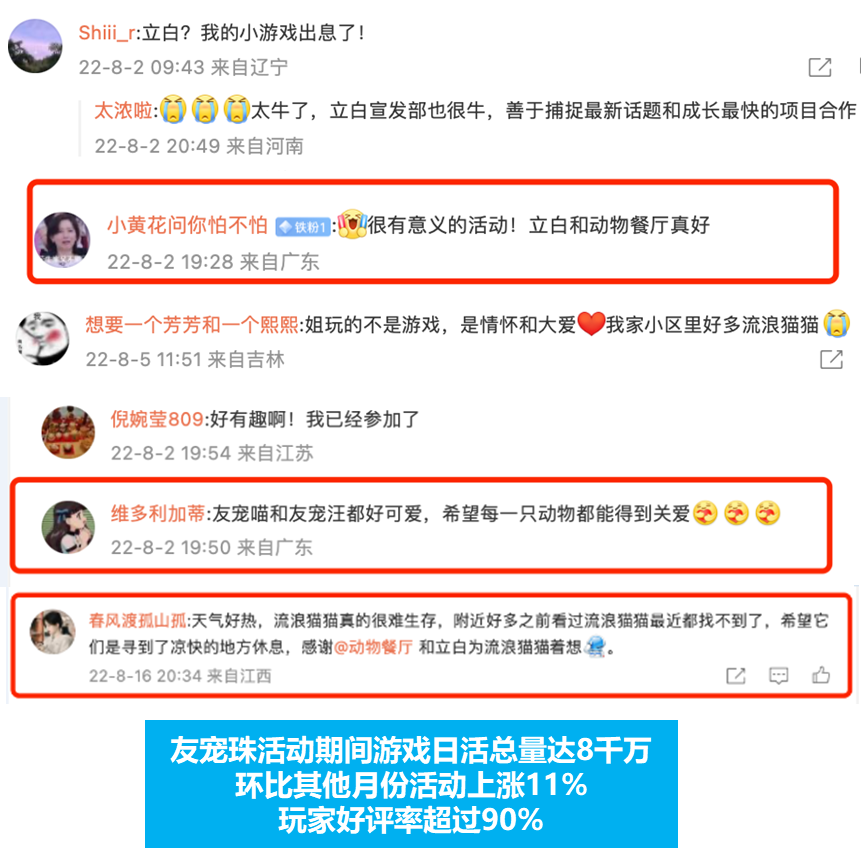 Shiii_r:立白？我的小游戏出息了！
22-8-2 09:43 来自辽宁
太浓啦:😭😭😭太牛了，立白宣发部也很牛，善于捕捉最新话题和成长最快的项目合作
22-8-2 20:49 来自河南
小黄花问你怕不怕 铁粉1:很有意义的活动！立白和动物餐厅真好
22-8-2 19:28 来自广东
想要一个芳芳和一个熙熙:姐玩的不是游戏，是情怀和大爱❤我家小区里好多流浪猫猫😭
22-8-5 11:51 来自吉林
倪婉莹809:好有趣啊！我已经参加了
22-8-2 19:54 来自江苏
维多利加蒂:友宠喵和友宠汪都好可爱，希望每一只动物都能得到关爱
22-8-2 19:50 来自广东
春风渡孤山孤:天气好热，流浪猫猫真的很难生存，附近好多之前看过流浪猫猫最近都找不到了，希望它
们是寻到了凉快的地方休息，感谢@动物餐厅 和立白为流浪猫猫着想。
22-8-16 20:34 来自江西
友宠珠活动期间游戏日活总量达8千万
环比其他月份活动上涨11%
玩家好评率超过90%